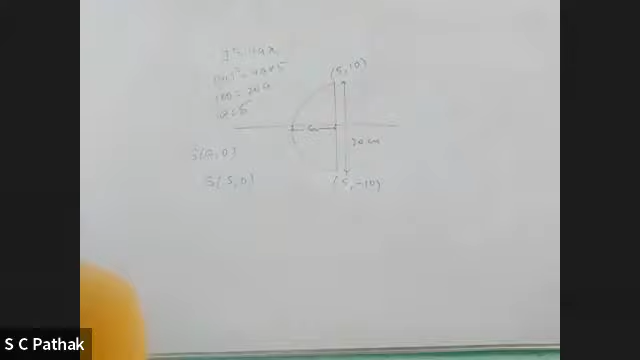 y² = 4ax
(10)² = 4a×5
100 = 20a
a = 5
S(a, 0)
S(5, 0)
(5, 10)
20 cm
(5, -10)
S C Pathak